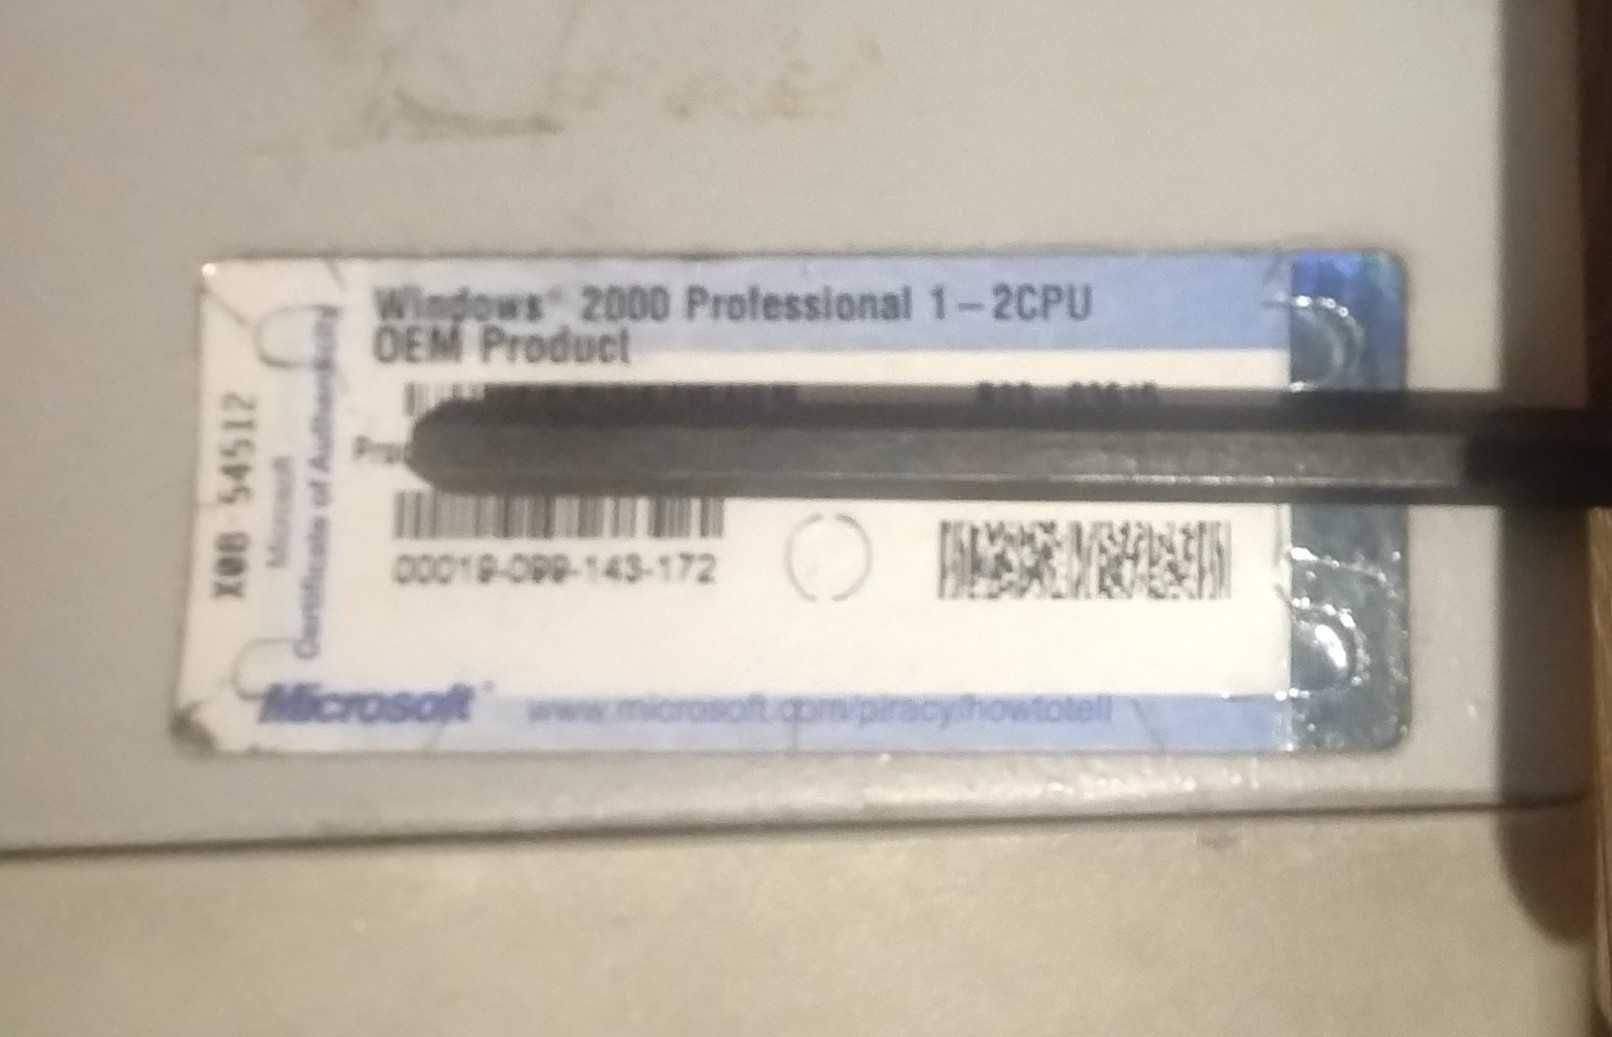 Windows® 2000 Professional 1-2CPU
OEM Product
00019-099-143-172
X08 54512
Microsoft
Certificate of Authenticity
Microsoft® www.microsoft.com/piracy/howtotell